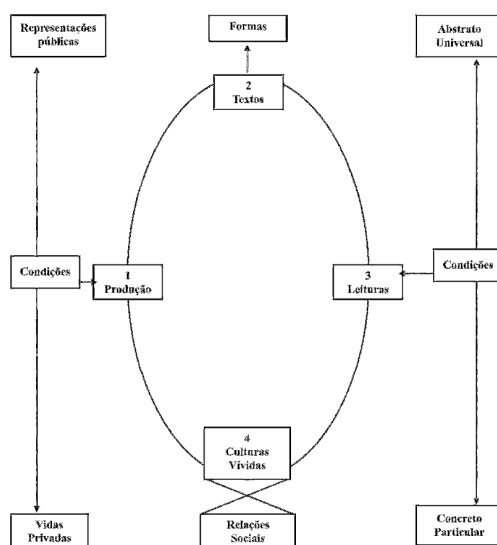 Representações
públicas
Formas
Abstrato
Universal
2
Textos
Condições
1
Produção
3
Leituras
Condições
4
Culturas
Vividas
Vidas
Privadas
Relações
Sociais
Concreto
Particular